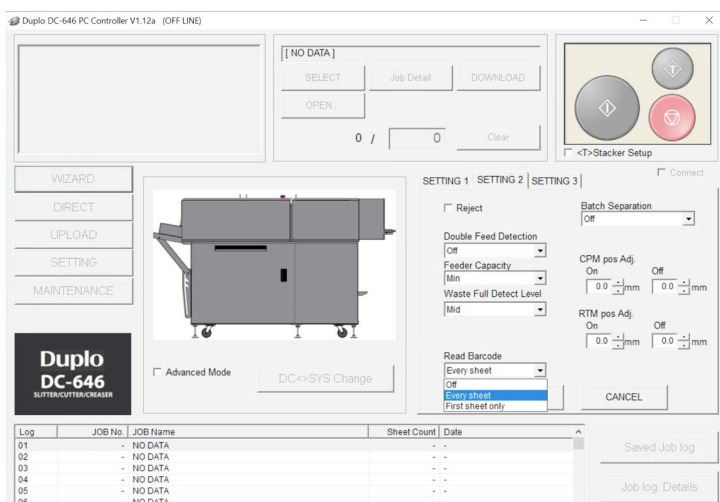 Duplo DC-646 PC Controller V1.12a (OFF LINE)
[ NO DATA ]
SELECT
Job Detail
DOWNLOAD
OPEN...
0 / 0
Clear
<T>Stacker Setup
Connect
WIZARD
DIRECT
UPLOAD
SETTING
MAINTENANCE
Duplo
DC-646
SLITTER/CUTTER/CREASER
Advanced Mode
DC<>SYS Change
SETTING 1
SETTING 2
SETTING 3
Reject
Double Feed Detection
Off
Feeder Capacity
Min
Waste Full Detect Level
Mid
Read Barcode
Every sheet
Off
Every sheet
First sheet only
Batch Separation
Off
CPM pos Adj.
On Off
0.0 mm 0.0 mm
RTM pos Adj.
On Off
0.0 mm 0.0 mm
CANCEL
Log JOB No. JOB Name Sheet Count Date
01 - NO DATA - -
02 - NO DATA - -
03 - NO DATA - -
04 - NO DATA - -
05 - NO DATA - -
Saved Job log
Job log. Details